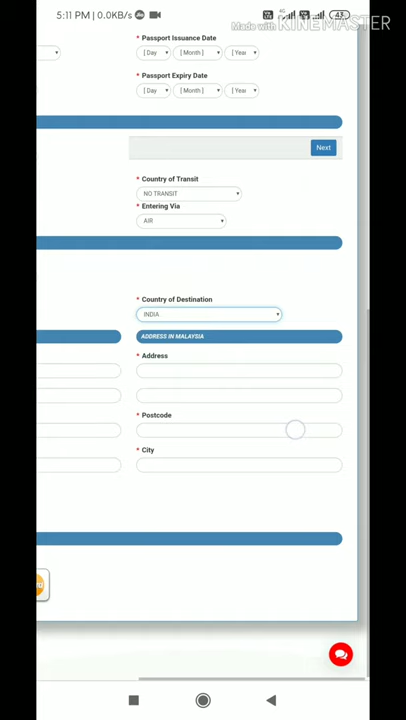 5:11 PM | 0.0KB/s
4G
43
Made with KINEMASTER
* Passport Issuance Date
[ Day
[ Month ]
[ Year
* Passport Expiry Date
[ Day
[ Month ]
[ Year
Next
* Country of Transit
NO TRANSIT
* Entering Via
AIR
* Country of Destination
INDIA
ADDRESS IN MALAYSIA
* Address
* Postcode
* City